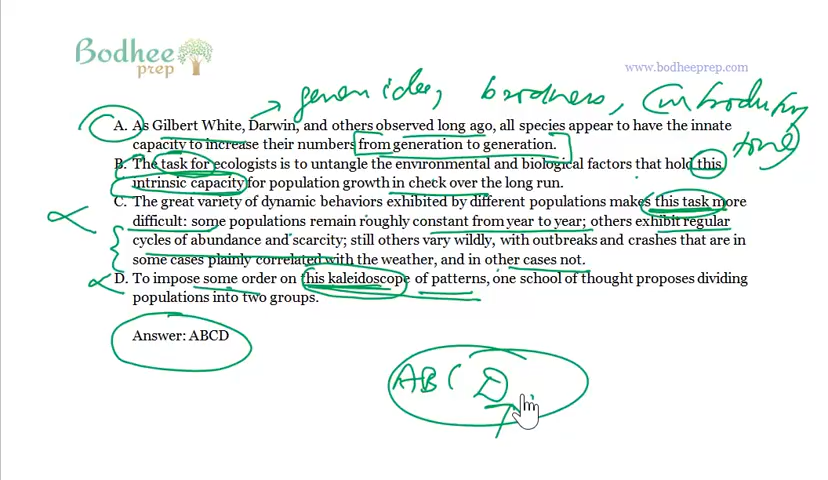 Bodhee
prep
www.bodheeprep.com
generic idea, broadness, introductory
tone
A. As Gilbert White, Darwin, and others observed long ago, all species appear to have the innate
capacity to increase their numbers from generation to generation.
B. The task for ecologists is to untangle the environmental and biological factors that hold this
intrinsic capacity for population growth in check over the long run.
C. The great variety of dynamic behaviors exhibited by different populations makes this task more
difficult: some populations remain roughly constant from year to year; others exhibit regular
cycles of abundance and scarcity; still others vary wildly, with outbreaks and crashes that are in
some cases plainly correlated with the weather, and in other cases not.
D. To impose some order on this kaleidoscope of patterns, one school of thought proposes dividing
populations into two groups.
Answer: ABCD
ABCD